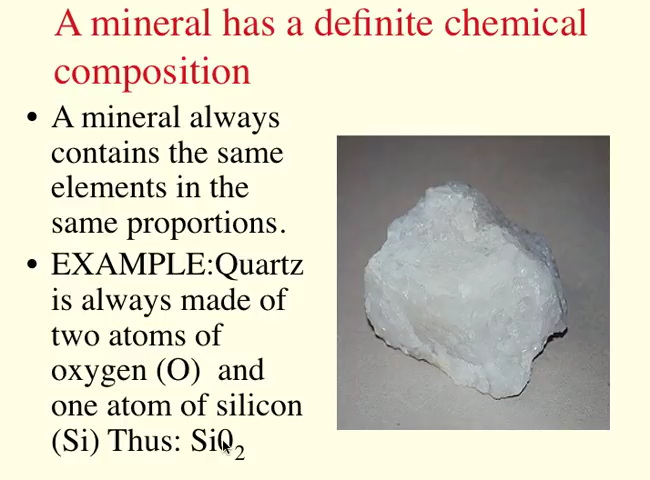 A mineral has a definite chemical
composition
• A mineral always
contains the same
elements in the
same proportions.
• EXAMPLE:Quartz
is always made of
two atoms of
oxygen (O)  and
one atom of silicon
(Si) Thus: Si0₂